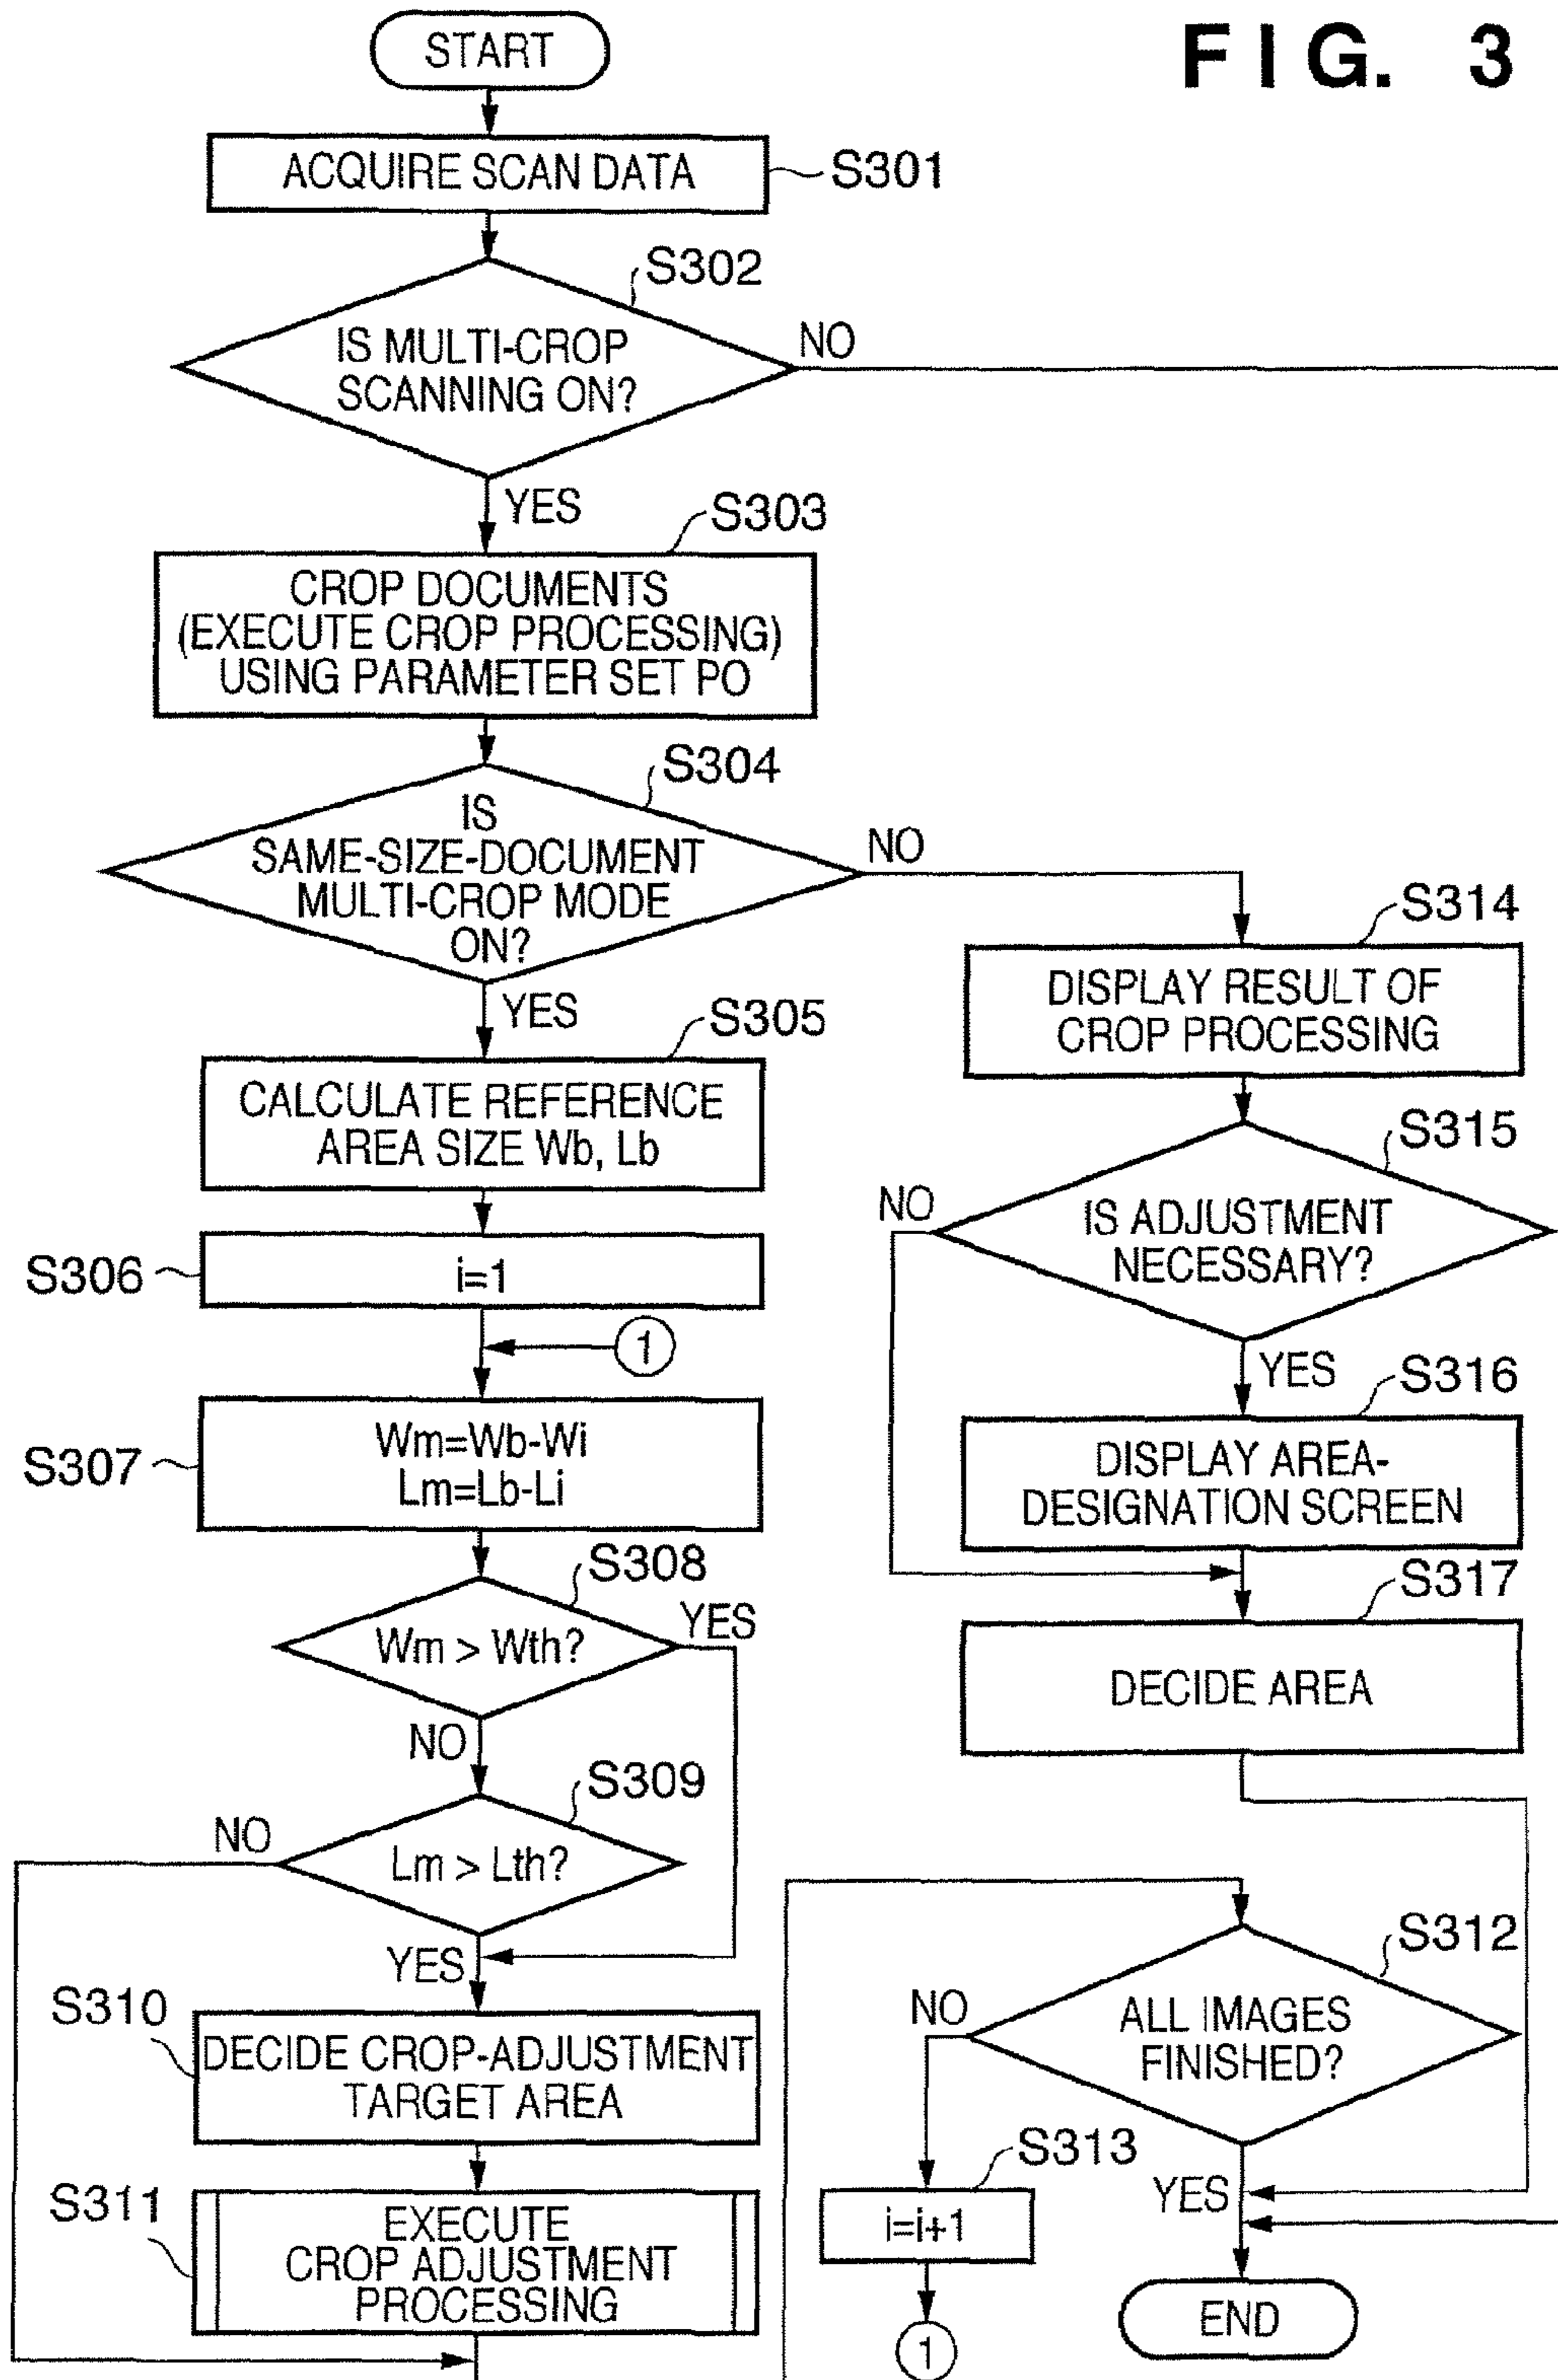 FIG. 3
START
ACQUIRE SCAN DATA
S301
S302
IS MULTI-CROP
SCANNING ON?
NO
YES
S303
CROP DOCUMENTS
(EXECUTE CROP PROCESSING)
USING PARAMETER SET PO
S304
IS
SAME-SIZE-DOCUMENT
MULTI-CROP MODE
ON?
NO
YES
S305
CALCULATE REFERENCE
AREA SIZE Wb, Lb
S306
i=1
1
S307
Wm=Wb-Wi
Lm=Lb-Li
S308
Wm > Wth?
YES
NO
S309
Lm > Lth?
NO
YES
S310
DECIDE CROP-ADJUSTMENT
TARGET AREA
S311
EXECUTE
CROP ADJUSTMENT
PROCESSING
S314
DISPLAY RESULT OF
CROP PROCESSING
S315
IS ADJUSTMENT
NECESSARY?
NO
YES
S316
DISPLAY AREA-
DESIGNATION SCREEN
S317
DECIDE AREA
S312
ALL IMAGES
FINISHED?
NO
YES
S313
i=i+1
1
END